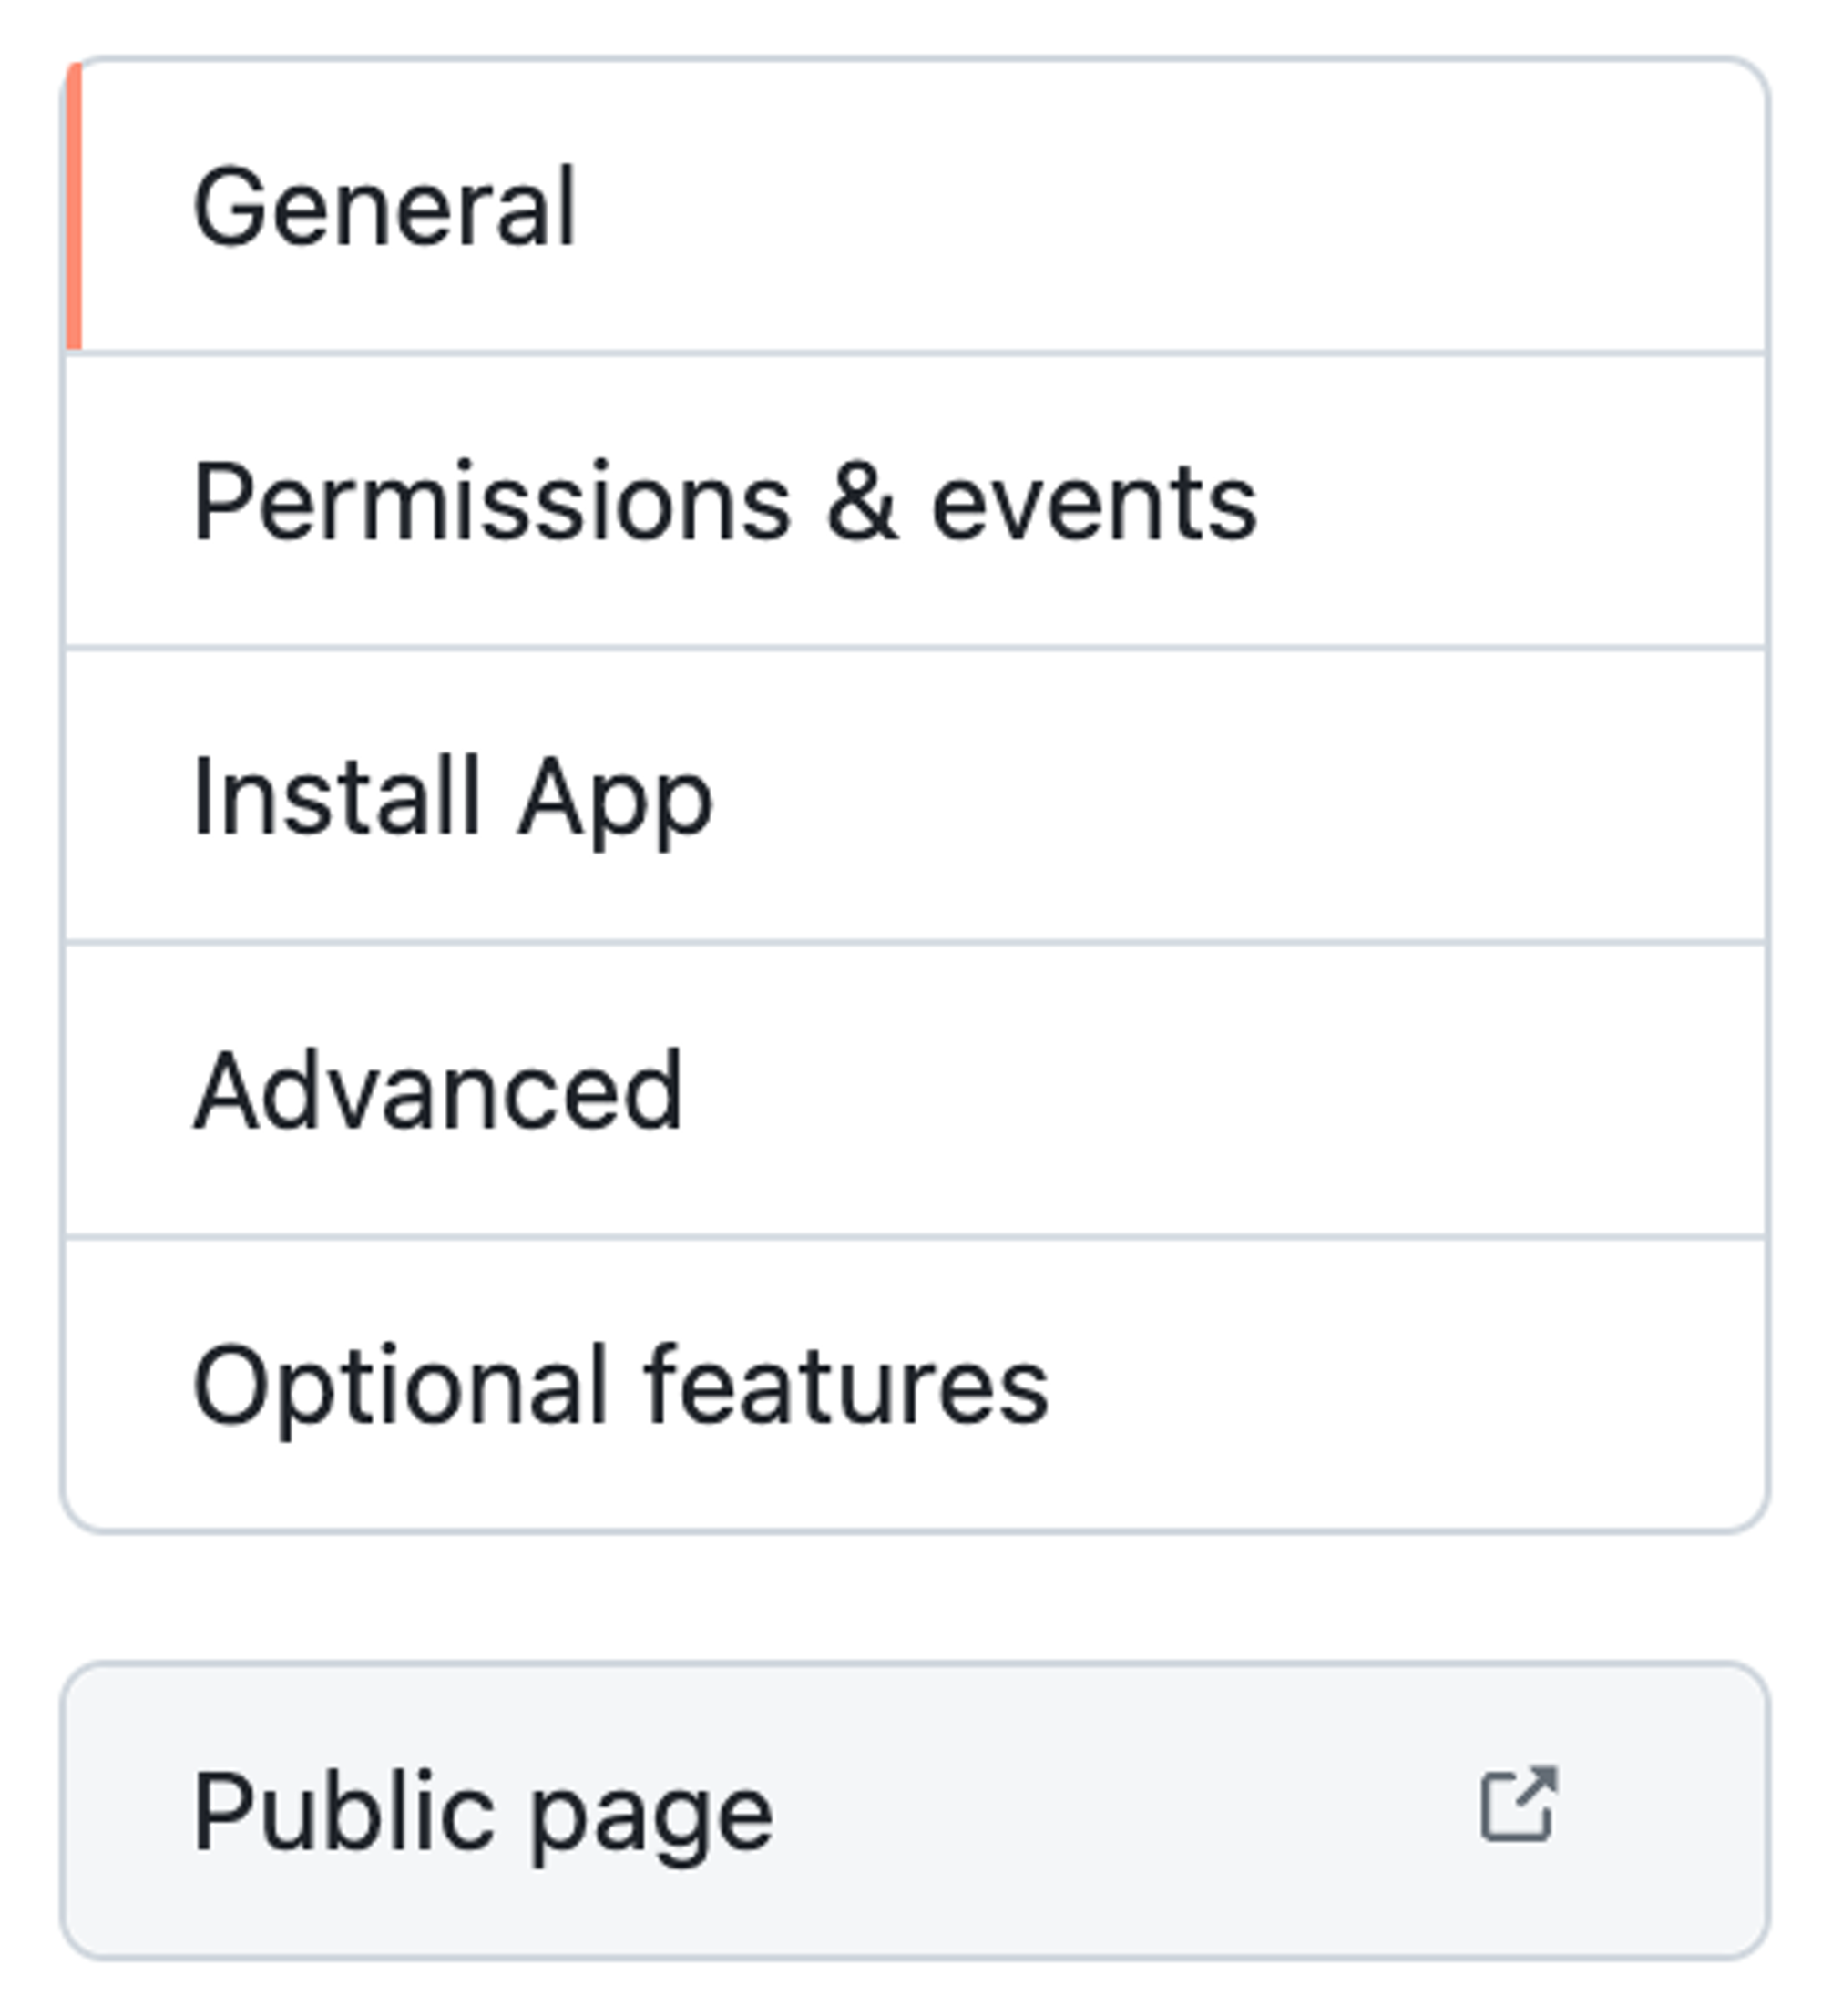 General
Permissions & events
Install App
Advanced
Optional features
Public page